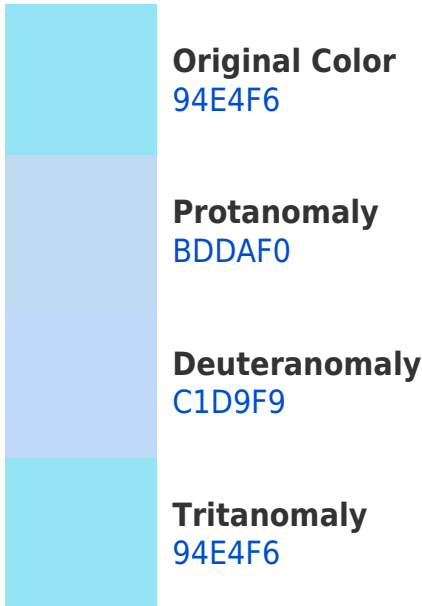 Original Color
94E4F6
Protanomaly
BDDAF0
Deuteranomaly
C1D9F9
Tritanomaly
94E4F6